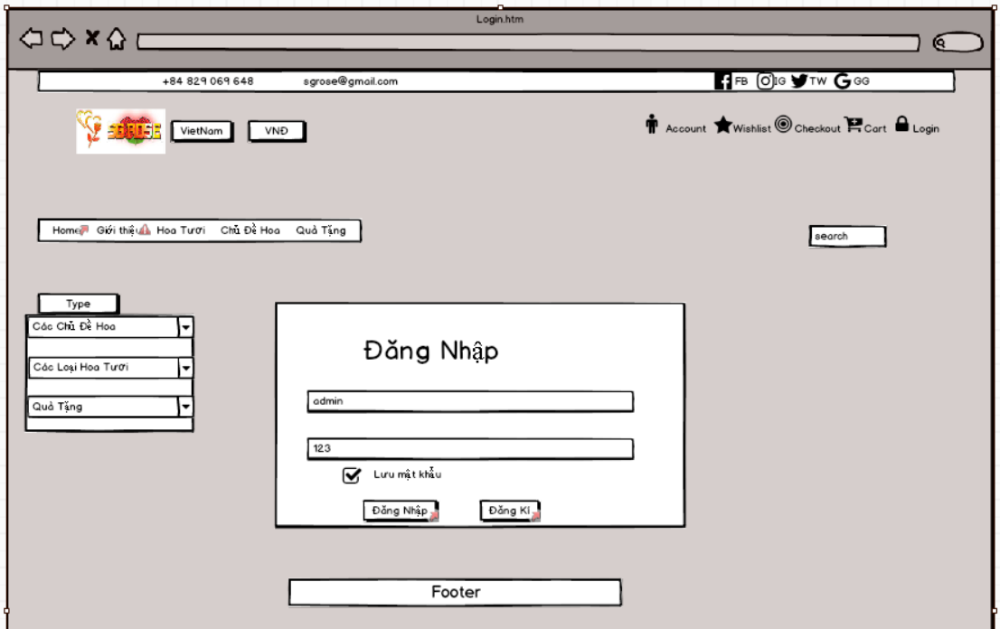 Login.htm
+84 829 069 648 sgrose@gmail.com FB IG TW GG
SGROSE VietNam VNĐ Account Wishlist Checkout Cart Login
Home Giới thiệu Hoa Tươi Chủ Đề Hoa Quà Tặng search
Type
Các Chủ Đề Hoa
Các Loại Hoa Tươi
Quà Tặng
Đăng Nhập
admin
123
Lưu mật khẩu
Đăng Nhập Đăng Kí
Footer